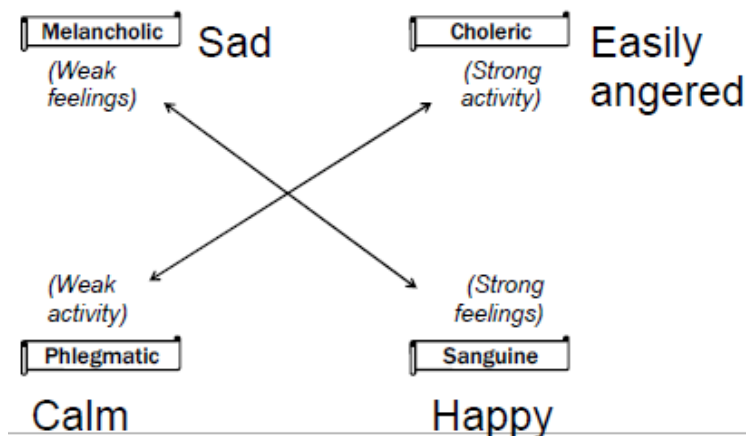 Melancholic
Sad
(Weak
feelings)
Choleric
(Strong
activity)
Easily
angered
(Weak
activity)
Phlegmatic
Calm
(Strong
feelings)
Sanguine
Happy